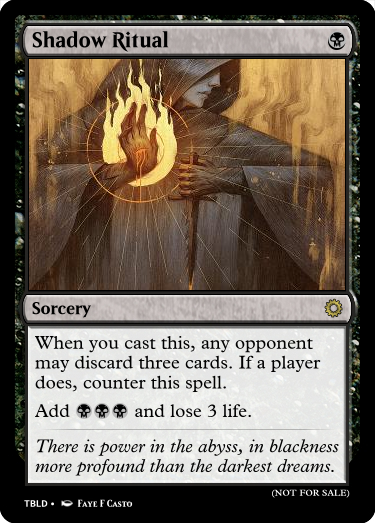 Shadow Ritual
Sorcery
When you cast this, any opponent
may discard three cards. If a player
does, counter this spell.
Add and lose 3 life.
There is power in the abyss, in blackness
more profound than the darkest dreams.
(NOT FOR SALE)
TBLD • Faye F Casto